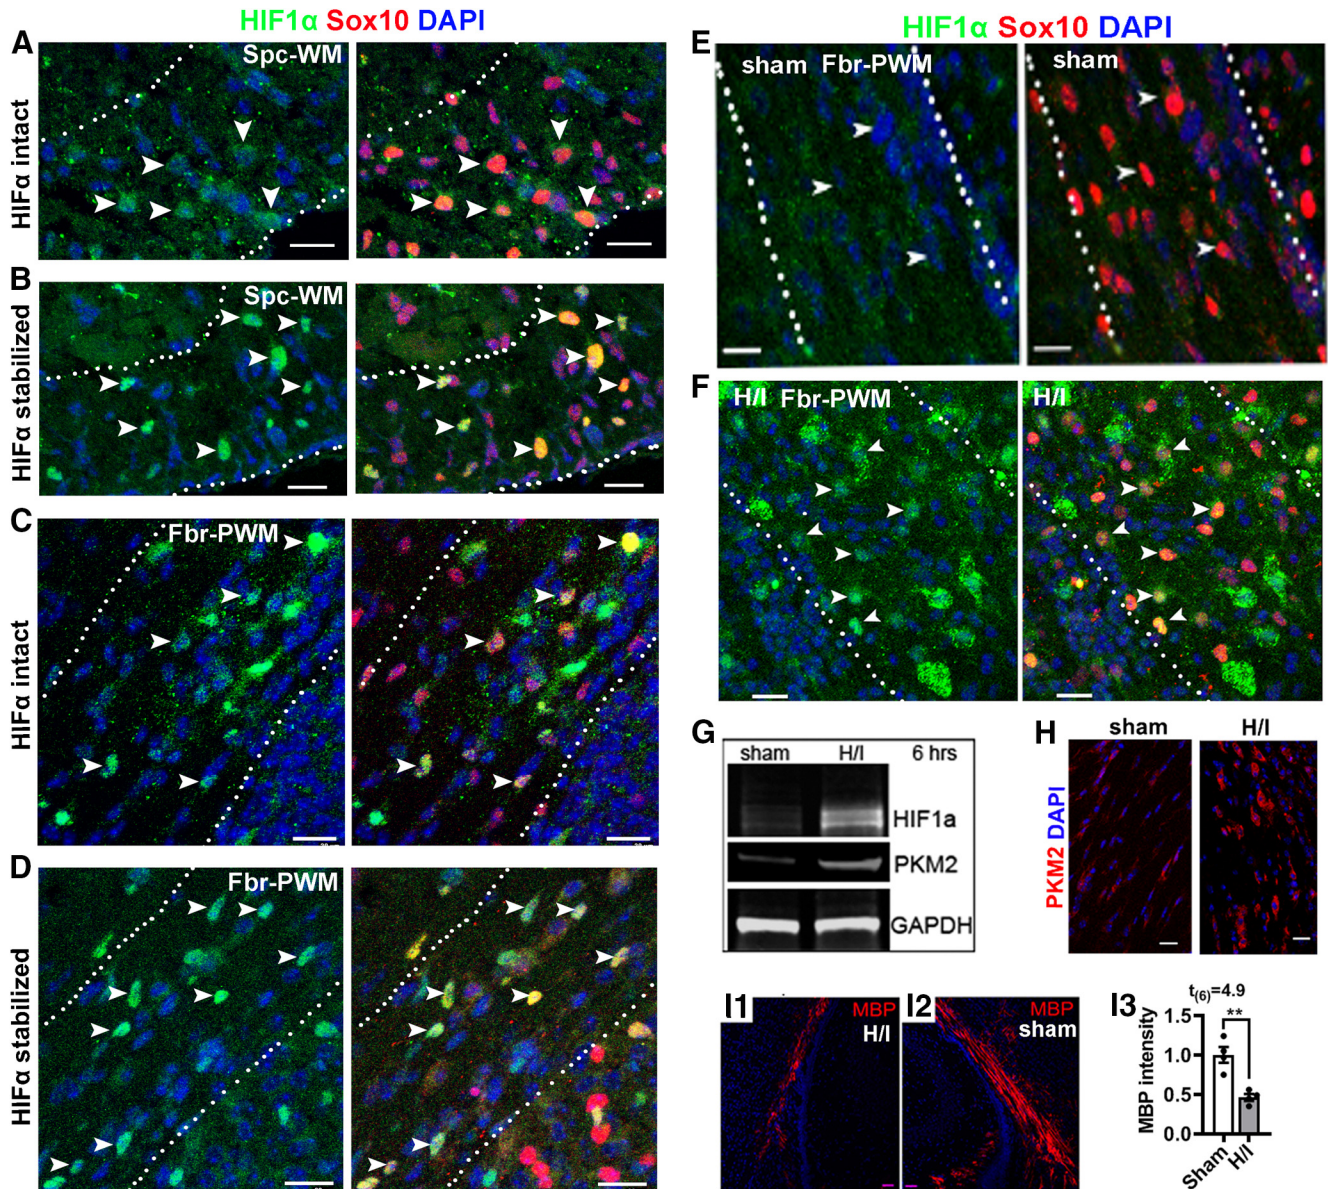 HIF1α Sox10 DAPI
A
HIFα intact
Spc-WM
B
HIFα stabilized
Spc-WM
C
HIFα intact
Fbr-PWM
D
HIFα stabilized
Fbr-PWM
HIF1α Sox10 DAPI
E
sham Fbr-PWM
sham
F
H/I Fbr-PWM
H/I
G
sham H/I 6 hrs
HIF1a
PKM2
GAPDH
H
sham H/I
PKM2 DAPI
I1
MBP
H/I
I2
MBP
sham
I3
t(6)=4.9
**
MBP intensity
1.5
1.0
0.5
0.0
Sham
H/I